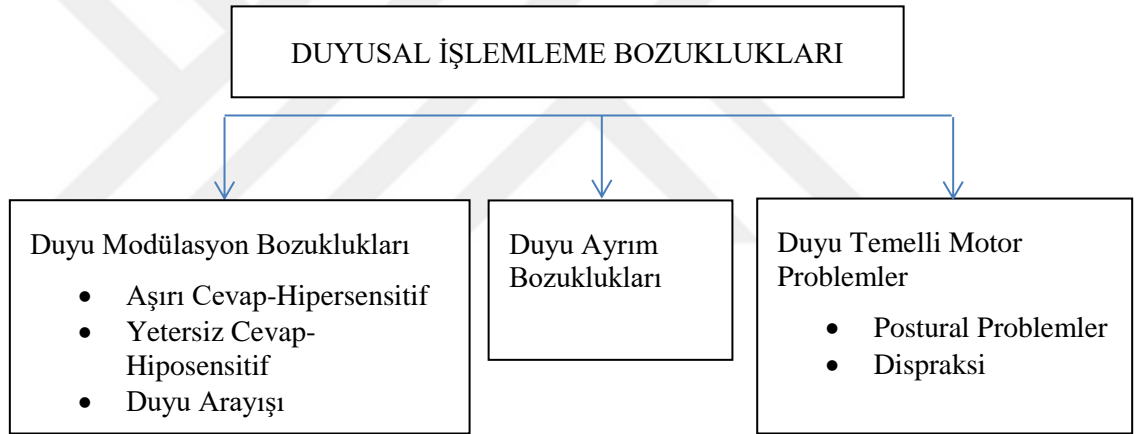 DUYUSAL İŞLEMLEME BOZUKLUKLARI
Duyu Modülasyon Bozuklukları
• Aşırı Cevap-Hipersensitif
• Yetersiz Cevap-
Hiposensitif
• Duyu Arayışı
Duyu Ayrım
Bozuklukları
Duyu Temelli Motor
Problemler
• Postural Problemler
• Dispraksi